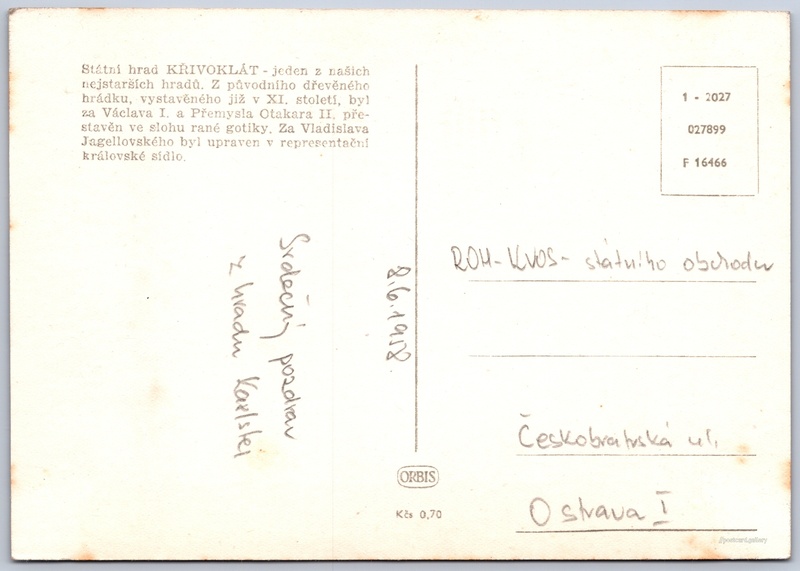 Státní hrad KŘIVOKLÁT - jeden z našich
nejstarších hradů. Z původního dřevěného
hrádku, vystavěného již v XI. století, byl
za Václava I. a Přemysla Otakara II. pře-
stavěn ve slohu rané gotiky. Za Vladislava
Jagellovského byl upraven v representační
královské sídlo.
Srdečný pozdrav
z hradu Karlštej
8.6.1958
1 - 2027
027899
F 16466
ROH-KVOS- státního obchodu
Českobratrská ul.
Ostrava I
ORBIS
Kčs 0,70